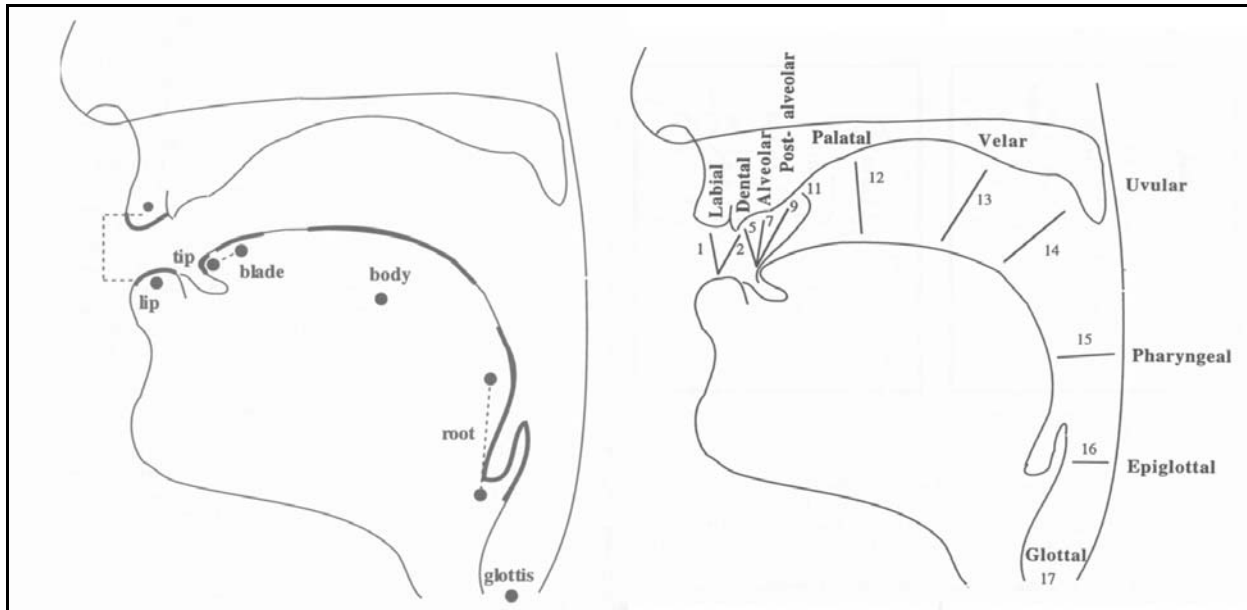 tip
blade
lip
body
root
glottis
Labial
Dental
Alveolar
Post- alveolar
Palatal
Velar
Uvular
Pharyngeal
Epiglottal
Glottal
1
2
5
7
9
11
12
13
14
15
16
17